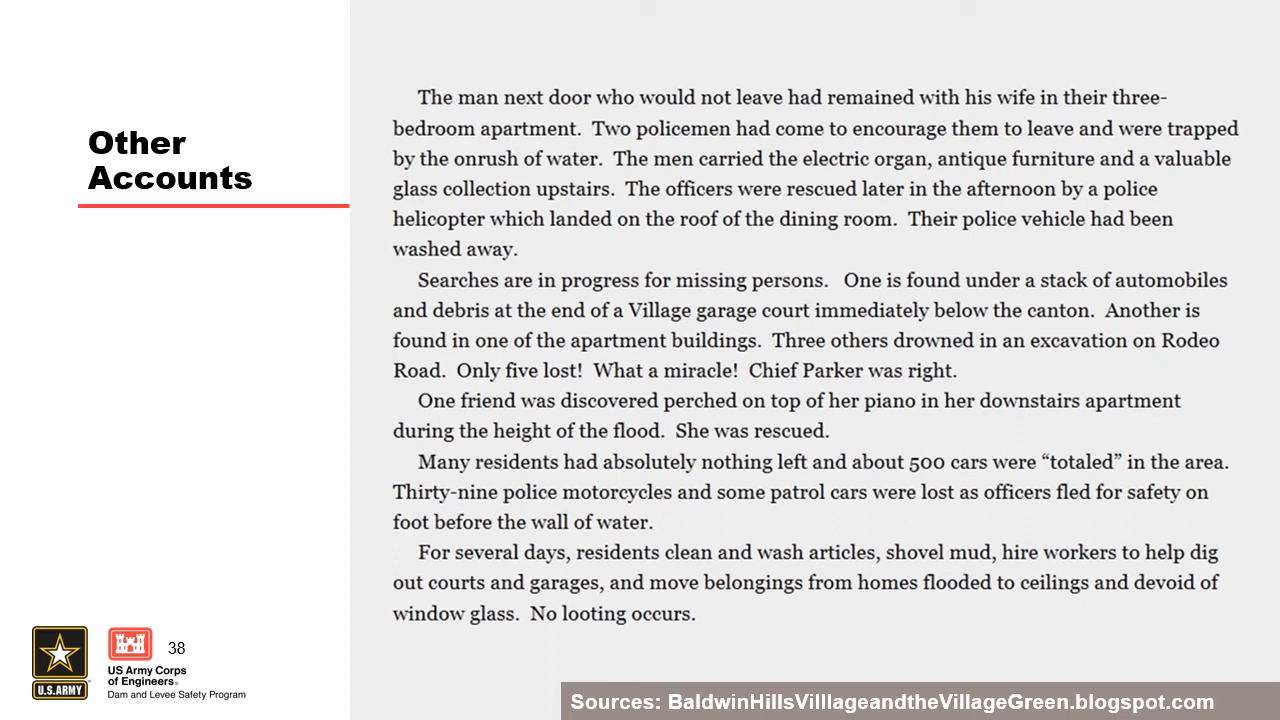 Other
Accounts
The man next door who would not leave had remained with his wife in their three-
bedroom apartment.  Two policemen had come to encourage them to leave and were trapped
by the onrush of water.  The men carried the electric organ, antique furniture and a valuable
glass collection upstairs.  The officers were rescued later in the afternoon by a police
helicopter which landed on the roof of the dining room.  Their police vehicle had been
washed away.
Searches are in progress for missing persons.   One is found under a stack of automobiles
and debris at the end of a Village garage court immediately below the canton.  Another is
found in one of the apartment buildings.  Three others drowned in an excavation on Rodeo
Road.  Only five lost!  What a miracle!  Chief Parker was right.
One friend was discovered perched on top of her piano in her downstairs apartment
during the height of the flood.  She was rescued.
Many residents had absolutely nothing left and about 500 cars were “totaled” in the area.
Thirty-nine police motorcycles and some patrol cars were lost as officers fled for safety on
foot before the wall of water.
For several days, residents clean and wash articles, shovel mud, hire workers to help dig
out courts and garages, and move belongings from homes flooded to ceilings and devoid of
window glass.  No looting occurs.
U.S. ARMY
38
US Army Corps
of Engineers®
Dam and Levee Safety Program
Sources: BaldwinHillsVilllageandtheVillageGreen.blogspot.com